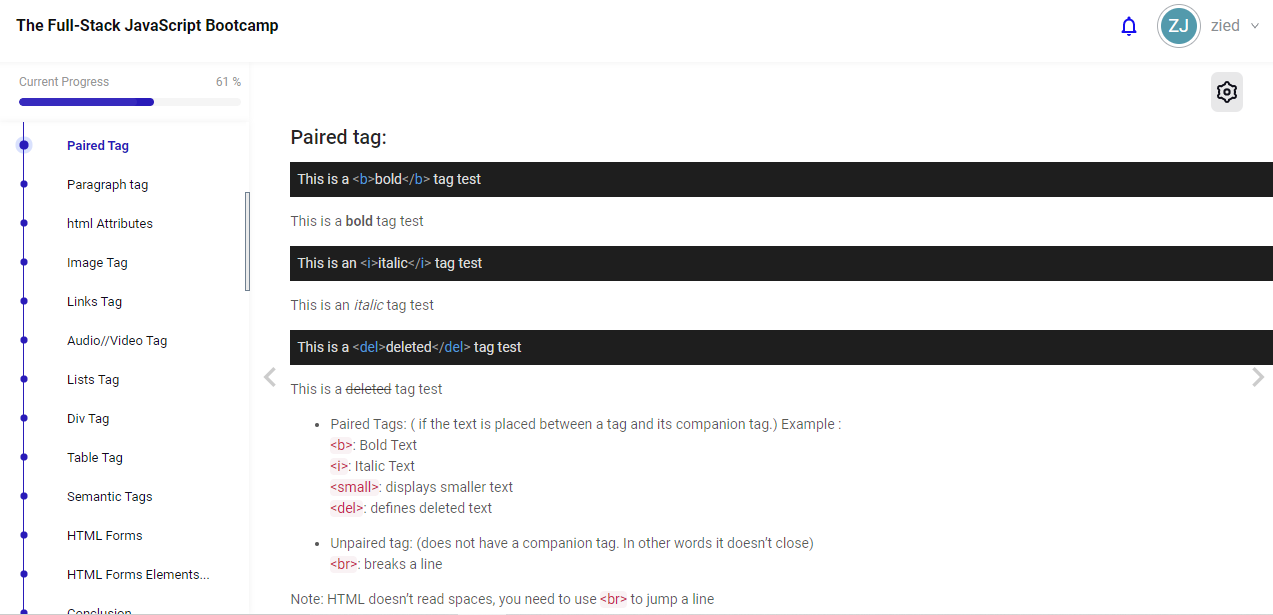 The Full-Stack JavaScript Bootcamp
ZJ zied
Current Progress 61 %
Paired Tag
Paragraph tag
html Attributes
Image Tag
Links Tag
Audio//Video Tag
Lists Tag
Div Tag
Table Tag
Semantic Tags
HTML Forms
HTML Forms Elements...
Conclusion
Paired tag:
This is a <b>bold</b> tag test
This is a bold tag test
This is an <i>italic</i> tag test
This is an italic tag test
This is a <del>deleted</del> tag test
This is a deleted tag test
• Paired Tags: ( if the text is placed between a tag and its companion tag.) Example :
<b>: Bold Text
<i>: Italic Text
<small>: displays smaller text
<del>: defines deleted text
• Unpaired tag: (does not have a companion tag. In other words it doesn't close)
<br>: breaks a line
Note: HTML doesn't read spaces, you need to use <br> to jump a line